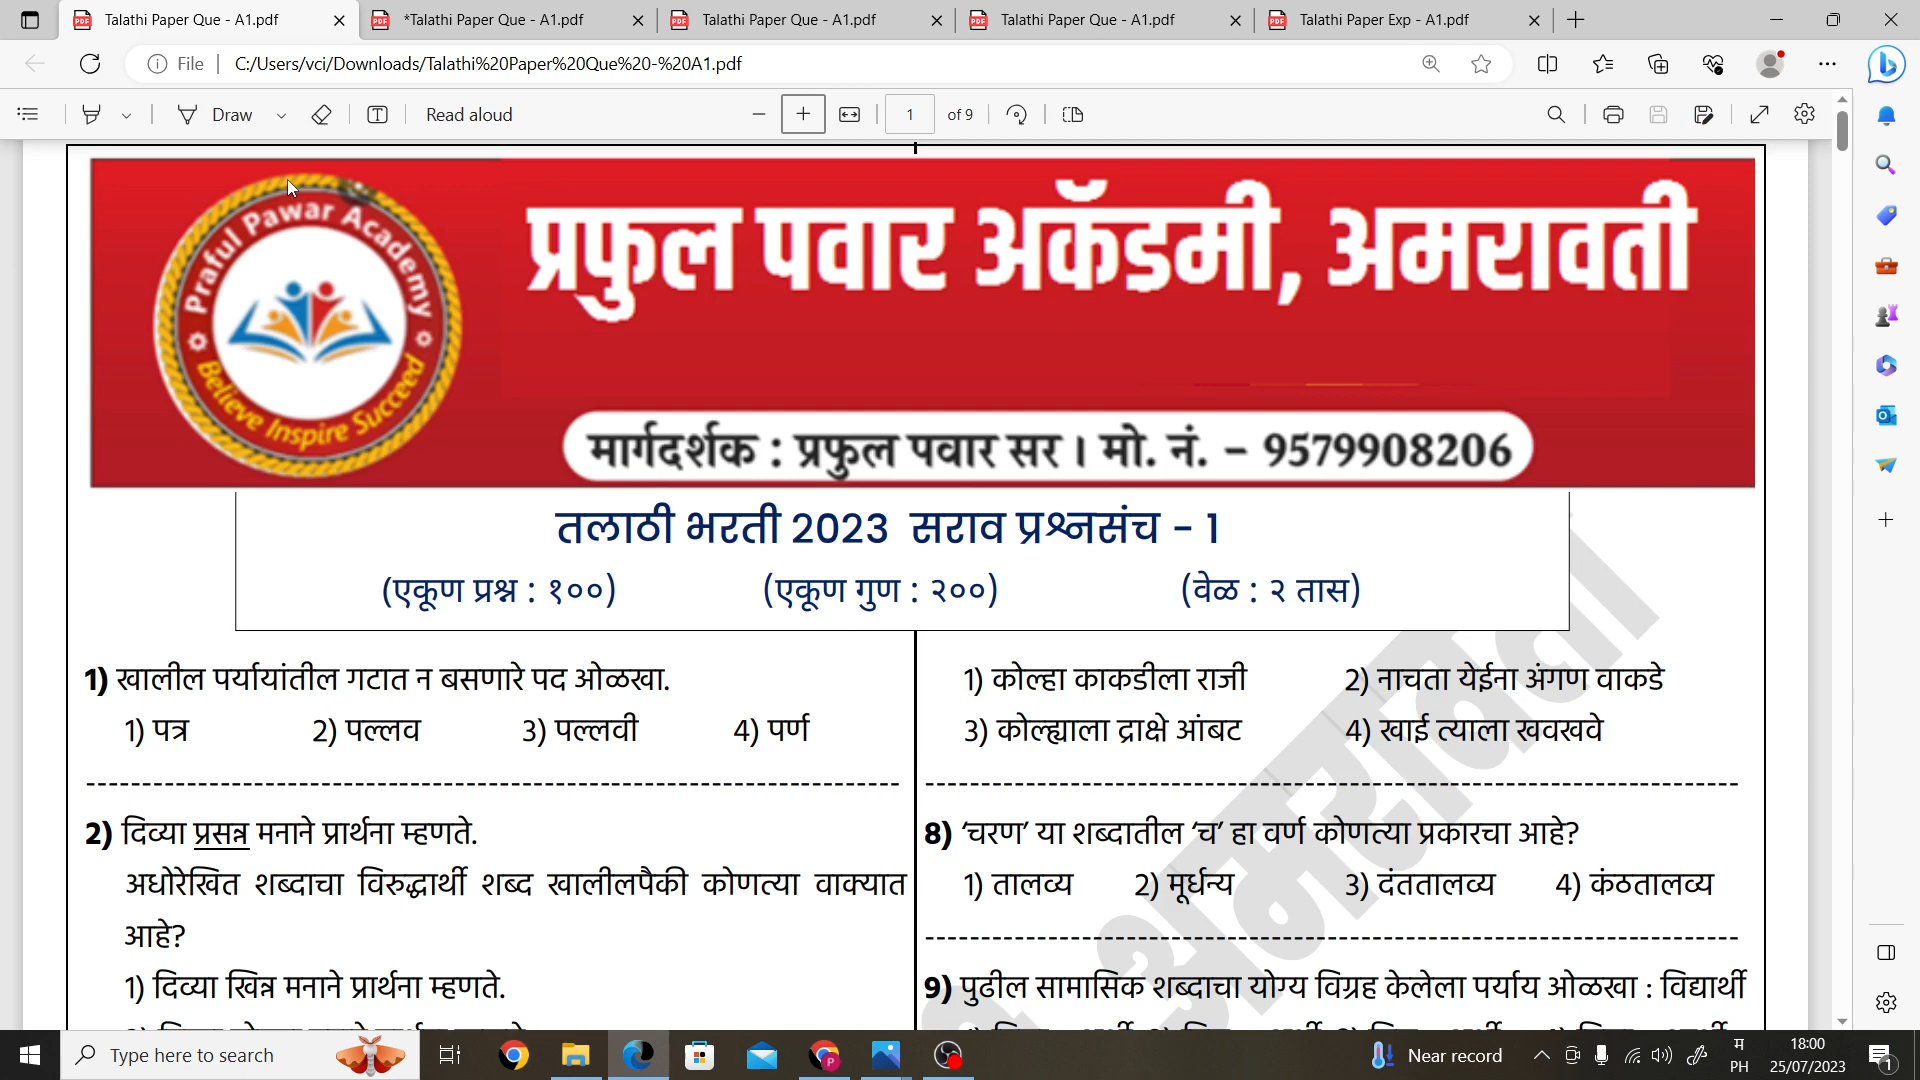 Talathi Paper Que - A1.pdf
*Talathi Paper Que - A1.pdf
Talathi Paper Que - A1.pdf
Talathi Paper Que - A1.pdf
Talathi Paper Exp - A1.pdf
File
C:/Users/vci/Downloads/Talathi%20Paper%20Que%20-%20A1.pdf
Draw
Read aloud
1
of 9
Praful Pawar Academy
Believe Inspire Succeed
प्रफुल पवार अकॅडमी, अमरावती
मार्गदर्शक : प्रफुल पवार सर । मो. नं. – 9579908206
तलाठी भरती 2023 सराव प्रश्नसंच - 1
(एकूण प्रश्न : १००) (एकूण गुण : २००) (वेळ : २ तास)
1) खालील पर्यायांतील गटात न बसणारे पद ओळखा.
1) पत्र 2) पल्लव 3) पल्लवी 4) पर्ण
2) दिव्या प्रसन्न मनाने प्रार्थना म्हणते.
अधोरेखित शब्दाचा विरुद्धार्थी शब्द खालीलपैकी कोणत्या वाक्यात
आहे?
1) दिव्या खिन्न मनाने प्रार्थना म्हणते.
1) कोल्हा काकडीला राजी 2) नाचता येईना अंगण वाकडे
3) कोल्ह्याला द्राक्षे आंबट 4) खाई त्याला खवखवे
8) ‘चरण’ या शब्दातील ‘च’ हा वर्ण कोणत्या प्रकारचा आहे?
1) तालव्य 2) मूर्धन्य 3) दंततालव्य 4) कंठतालव्य
9) पुढील सामासिक शब्दाचा योग्य विग्रह केलेला पर्याय ओळखा : विद्यार्थी
अमरावती
Type here to search
Near record
म
PH
18:00
25/07/2023
1